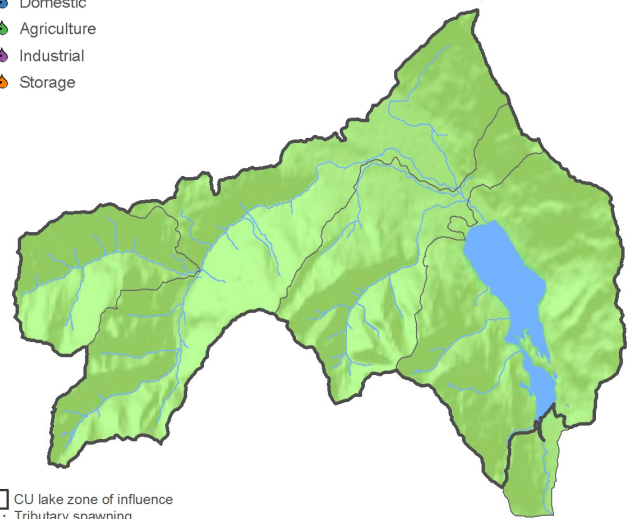 Domestic
Agriculture
Industrial
Storage
CU lake zone of influence
Tributary spawning